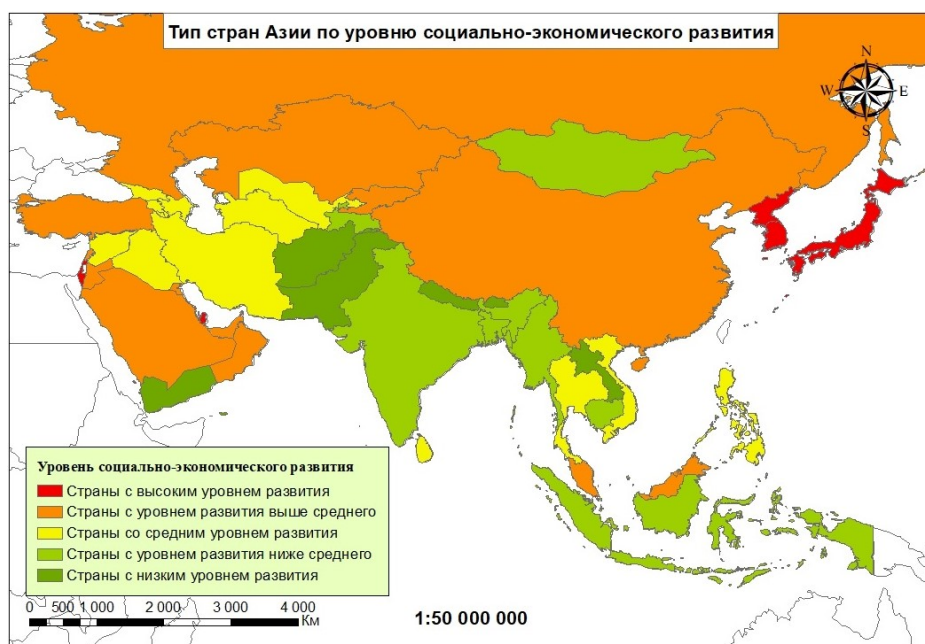 Тип стран Азии по уровню социально-экономического развития
N
W E
S
Уровень социально-экономического развития
Страны с высоким уровнем развития
Страны с уровнем развития выше среднего
Страны со средним уровнем развития
Страны с уровнем развития ниже среднего
Страны с низким уровнем развития
0 500 1 000 2 000 3 000 4 000
Км
1:50 000 000